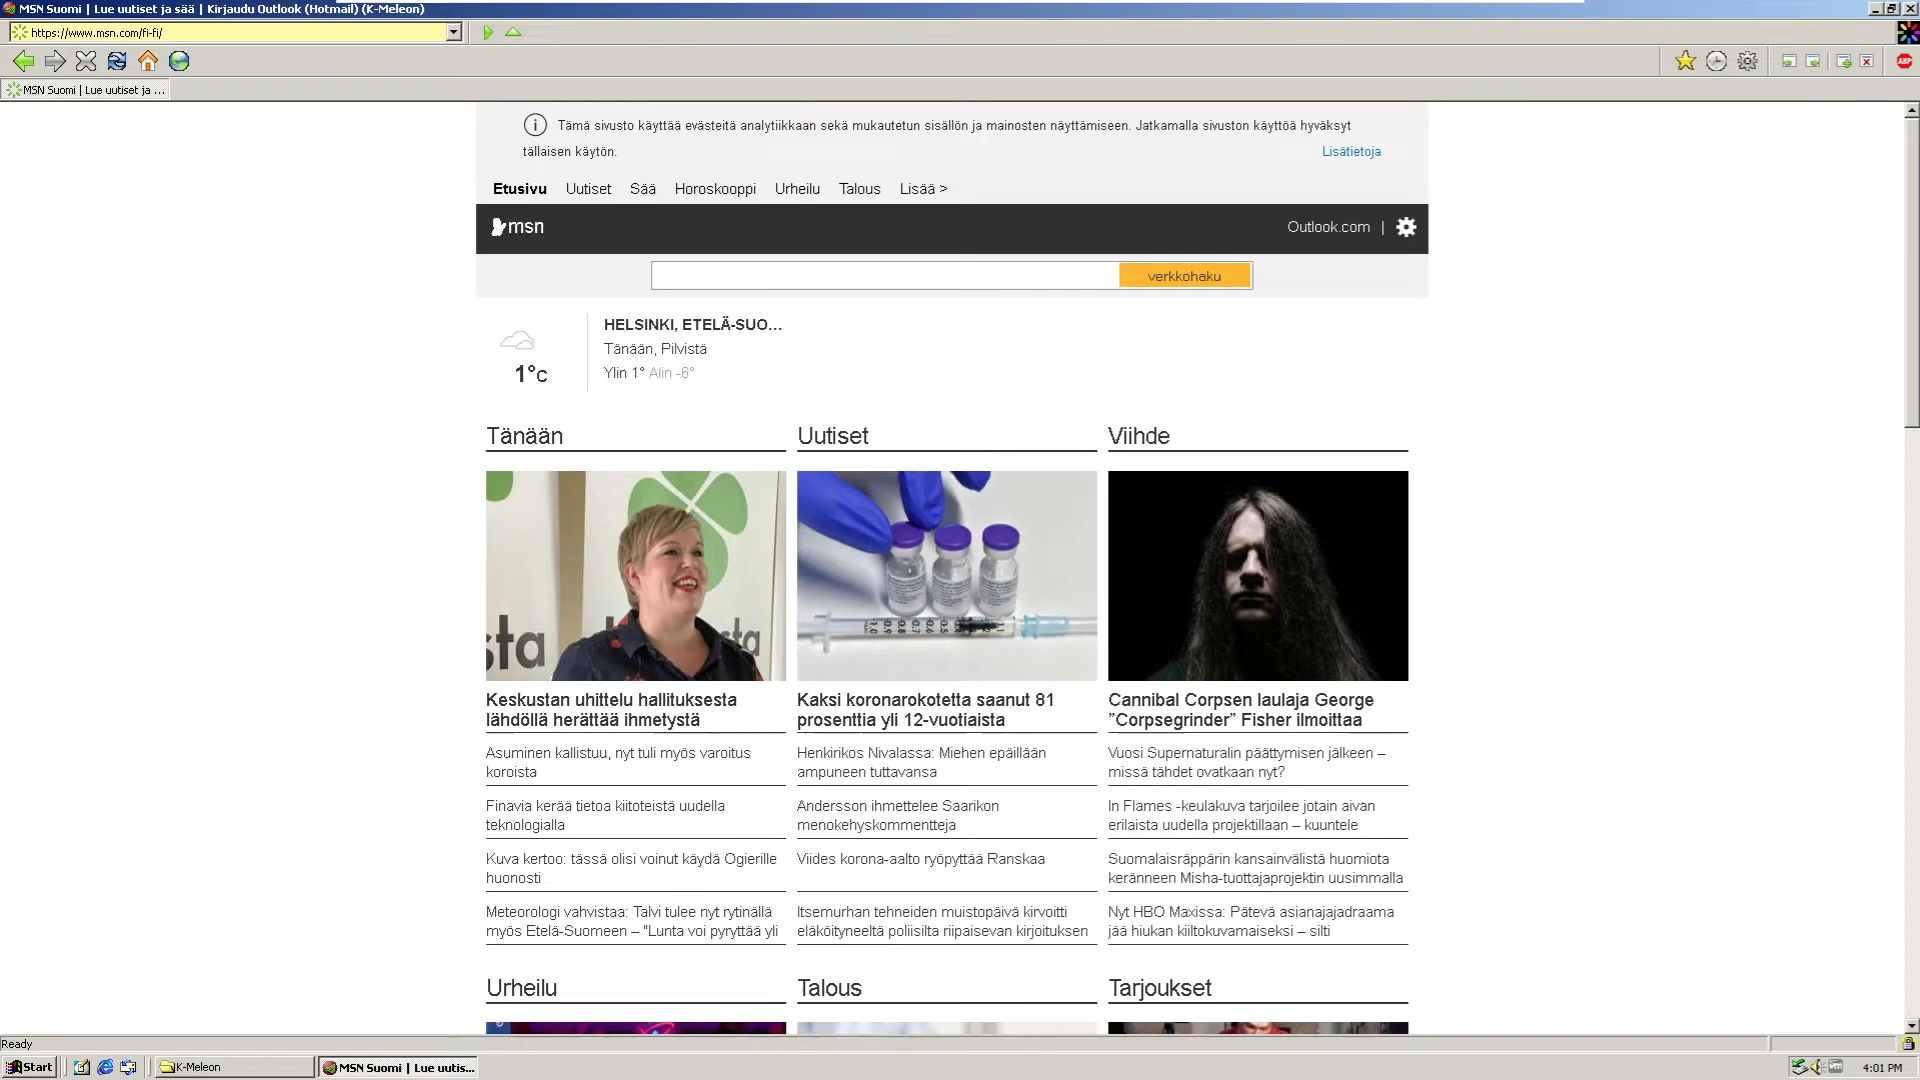 MSN Suomi | Lue uutiset ja sää | Kirjaudu Outlook (Hotmail) (K-Meleon)
https://www.msn.com/fi-fi/
ABP
MSN Suomi | Lue uutiset ja ...
Tämä sivusto käyttää evästeitä analytiikkaan sekä mukautetun sisällön ja mainosten näyttämiseen. Jatkamalla sivuston käyttöä hyväksyt
tällaisen käytön.
Lisätietoja
Etusivu Uutiset Sää Horoskooppi Urheilu Talous Lisää >
msn
Outlook.com |
verkkohaku
HELSINKI, ETELÄ-SUO...
Tänään, Pilvistä
1°C
Ylin 1° Alin -6°
Tänään
Keskustan uhittelu hallituksesta
lähdöllä herättää ihmetystä
Asuminen kallistuu, nyt tuli myös varoitus
koroista
Finavia kerää tietoa kiitoteistä uudella
teknologialla
Kuva kertoo: tässä olisi voinut käydä Ogierille
huonosti
Meteorologi vahvistaa: Talvi tulee nyt rytinällä
myös Etelä-Suomeen – "Lunta voi pyryttää yli
Uutiset
Kaksi koronarokotetta saanut 81
prosenttia yli 12-vuotiaista
Henkirikos Nivalassa: Miehen epäillään
ampuneen tuttavansa
Andersson ihmettelee Saarikon
menokehyskommentteja
Viides korona-aalto ryöpyttää Ranskaa
Itsemurhan tehneiden muistopäivä kirvoitti
eläköityneeltä poliisilta riipaisevan kirjoituksen
Viihde
Cannibal Corpsen laulaja George
”Corpsegrinder” Fisher ilmoittaa
Vuosi Supernaturalin päättymisen jälkeen –
missä tähdet ovatkaan nyt?
In Flames -keulakuva tarjoilee jotain aivan
erilaista uudella projektillaan – kuuntele
Suomalaisräppärin kansainvälistä huomiota
keränneen Misha-tuottajaprojektin uusimmalla
Nyt HBO Maxissa: Pätevä asianajajadraama
jää hiukan kiiltokuvamaiseksi – silti
Urheilu
Talous
Tarjoukset
Ready
Start
K-Meleon
MSN Suomi | Lue uutis...
4:01 PM